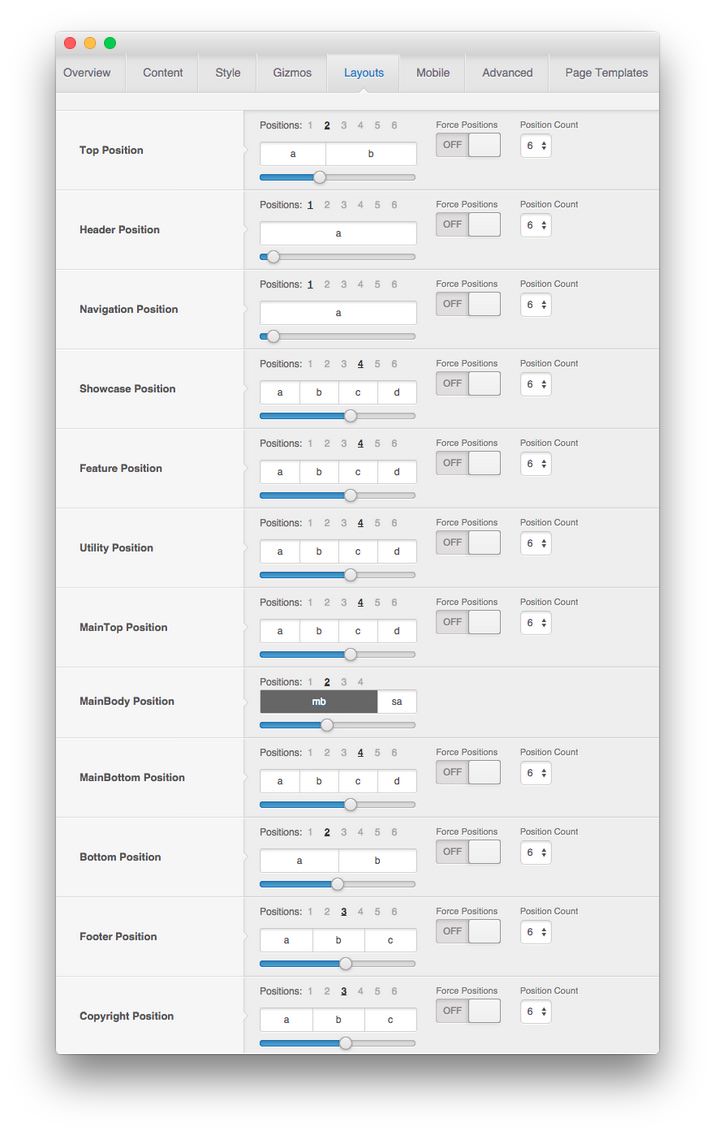 Overview Content Style Gizmos Layouts Mobile Advanced Page Templates
Positions: 1 2 3 4 5 6 Force Positions Position Count
Top Position a b OFF 6
Positions: 1 2 3 4 5 6 Force Positions Position Count
Header Position a OFF 6
Positions: 1 2 3 4 5 6 Force Positions Position Count
Navigation Position a OFF 6
Positions: 1 2 3 4 5 6 Force Positions Position Count
Showcase Position a b c d OFF 6
Positions: 1 2 3 4 5 6 Force Positions Position Count
Feature Position a b c d OFF 6
Positions: 1 2 3 4 5 6 Force Positions Position Count
Utility Position a b c d OFF 6
Positions: 1 2 3 4 5 6 Force Positions Position Count
MainTop Position a b c d OFF 6
Positions: 1 2 3 4
MainBody Position mb sa
Positions: 1 2 3 4 5 6 Force Positions Position Count
MainBottom Position a b c d OFF 6
Positions: 1 2 3 4 5 6 Force Positions Position Count
Bottom Position a b OFF 6
Positions: 1 2 3 4 5 6 Force Positions Position Count
Footer Position a b c OFF 6
Positions: 1 2 3 4 5 6 Force Positions Position Count
Copyright Position a b c OFF 6